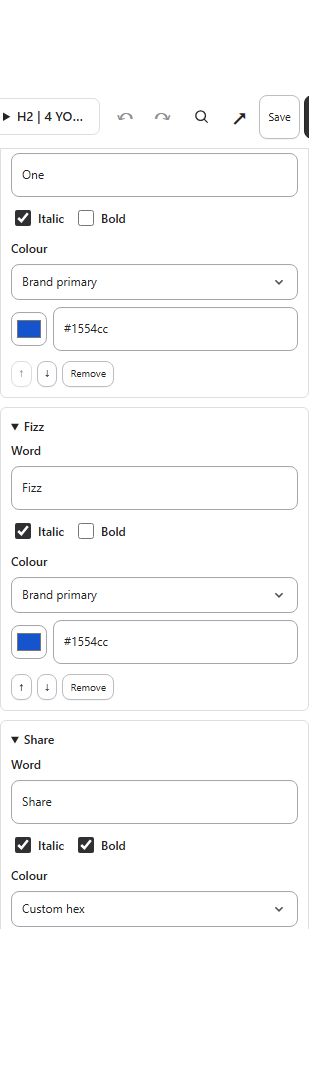 H2 | 4 YO...
Save
One
Italic Bold
Colour
Brand primary
#1554cc
↑ ↓ Remove
Fizz
Word
Fizz
Italic Bold
Colour
Brand primary
#1554cc
↑ ↓ Remove
Share
Word
Share
Italic Bold
Colour
Custom hex